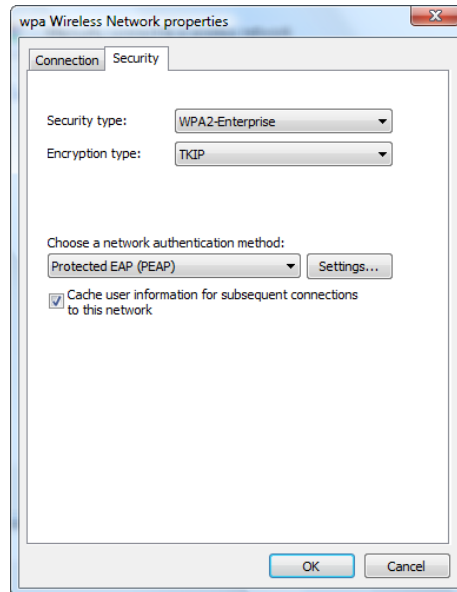 wpa Wireless Network properties
Connection Security
Security type: WPA2-Enterprise
Encryption type: TKIP
Choose a network authentication method:
Protected EAP (PEAP) Settings...
Cache user information for subsequent connections
to this network
OK Cancel